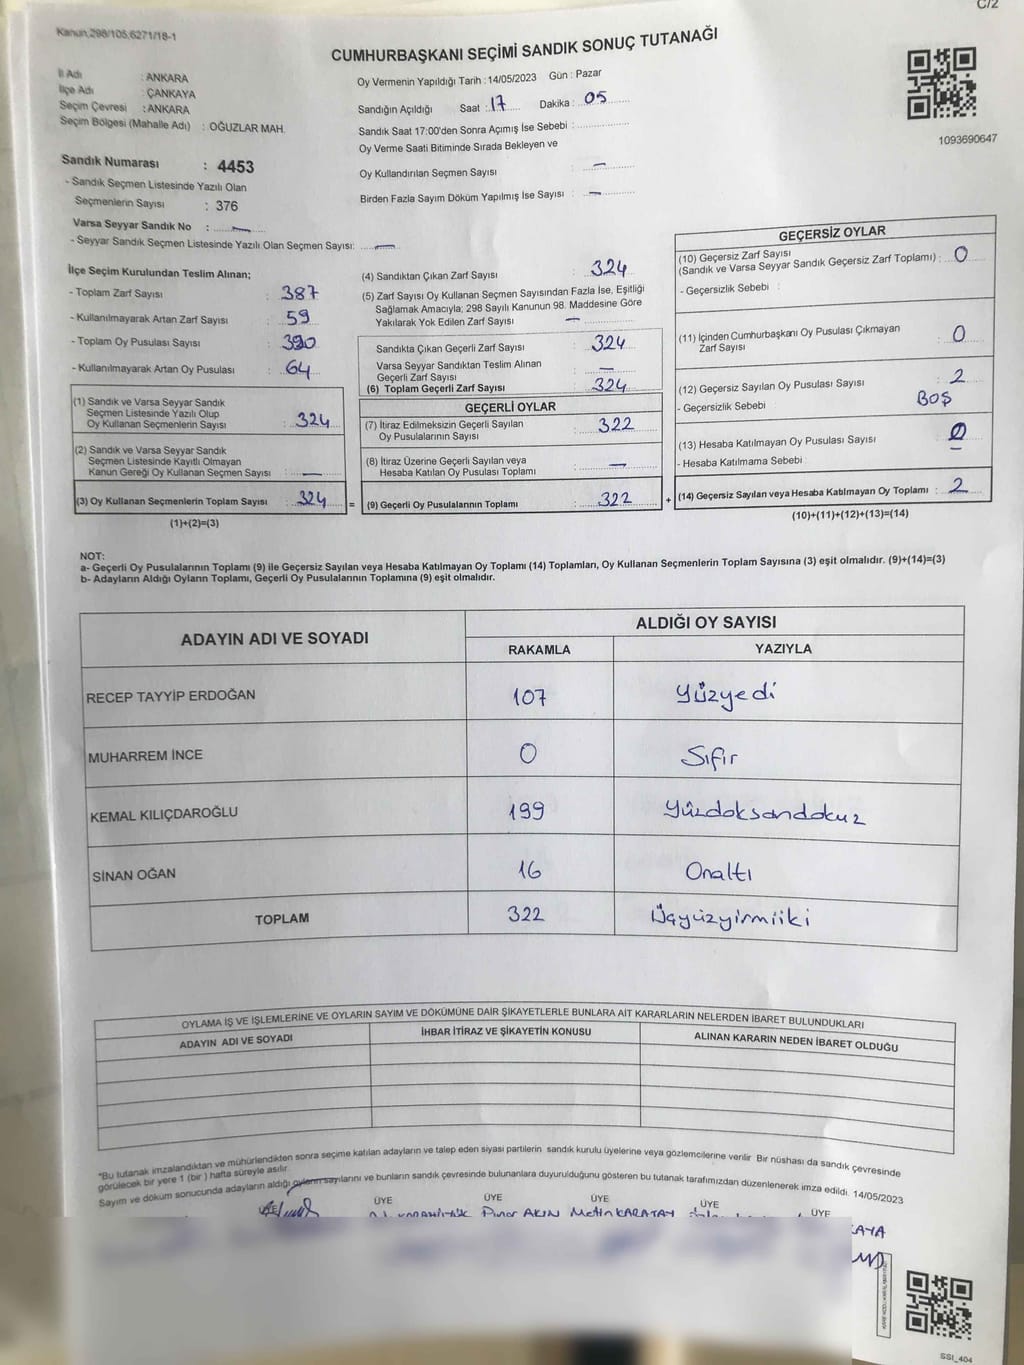 C/2
Kanun,298/105,6271/18-1
CUMHURBAŞKANI SEÇİMİ SANDIK SONUÇ TUTANAĞI
İl Adı : ANKARA
İlçe Adı : ÇANKAYA
Seçim Çevresi : ANKARA
Seçim Bölgesi (Mahalle Adı) : OĞUZLAR MAH.
Sandık Numarası : 4453
- Sandık Seçmen Listesinde Yazılı Olan
Seçmenlerin Sayısı : 376
Varsa Seyyar Sandık No : —
- Seyyar Sandık Seçmen Listesinde Yazılı Olan Seçmen Sayısı: —
Oy Vermenin Yapıldığı Tarih : 14/05/2023 Gün : Pazar
Sandığın Açıldığı Saat : 17 Dakika : 05
Sandık Saat 17:00'den Sonra Açımış İse Sebebi :
Oy Verme Saati Bitiminde Sırada Bekleyen ve
Oy Kullandırılan Seçmen Sayısı : —
Birden Fazla Sayım Döküm Yapılmış İse Sayısı : —
1093690647
İlçe Seçim Kurulundan Teslim Alınan;
- Toplam Zarf Sayısı : 387
- Kullanılmayarak Artan Zarf Sayısı : 59
- Toplam Oy Pusulası Sayısı : 390
- Kullanılmayarak Artan Oy Pusulası : 64
(1) Sandık ve Varsa Seyyar Sandık
Seçmen Listesinde Yazılı Olup
Oy Kullanan Seçmenlerin Sayısı : 324
(2) Sandık ve Varsa Seyyar Sandık
Seçmen Listesinde Kayıtlı Olmayan
Kanun Gereği Oy Kullanan Seçmen Sayısı : —
(3) Oy Kullanan Seçmenlerin Toplam Sayısı : 324
(1)+(2)=(3)
=
(4) Sandıktan Çıkan Zarf Sayısı : 324
(5) Zarf Sayısı Oy Kullanan Seçmen Sayısından Fazla İse, Eşitliği
Sağlamak Amacıyla; 298 Sayılı Kanunun 98. Maddesine Göre
Yakılarak Yok Edilen Zarf Sayısı : —
Sandıkta Çıkan Geçerli Zarf Sayısı : 324
Varsa Seyyar Sandıktan Teslim Alınan
Geçerli Zarf Sayısı : —
(6) Toplam Geçerli Zarf Sayısı : 324
GEÇERLİ OYLAR
(7) İtiraz Edilmeksizin Geçerli Sayılan
Oy Pusulalarının Sayısı : 322
(8) İtiraz Üzerine Geçerli Sayılan veya
Hesaba Katılan Oy Pusulası Toplamı : —
(9) Geçerli Oy Pusulalarının Toplamı : 322
+
GEÇERSİZ OYLAR
(10) Geçersiz Zarf Sayısı
(Sandık ve Varsa Seyyar Sandık Geçersiz Zarf Toplamı) : 0
- Geçersizlik Sebebi :
(11) İçinden Cumhurbaşkanı Oy Pusulası Çıkmayan
Zarf Sayısı : 0
(12) Geçersiz Sayılan Oy Pusulası Sayısı : 2
- Geçersizlik Sebebi : BOŞ
(13) Hesaba Katılmayan Oy Pusulası Sayısı : 0
- Hesaba Katılmama Sebebi : —
(14) Geçersiz Sayılan veya Hesaba Katılmayan Oy Toplamı : 2
(10)+(11)+(12)+(13)=(14)
NOT:
a- Geçerli Oy Pusulalarının Toplamı (9) ile Geçersiz Sayılan veya Hesaba Katılmayan Oy Toplamı (14) Toplamları, Oy Kullanan Seçmenlerin Toplam Sayısına (3) eşit olmalıdır. (9)+(14)=(3)
b- Adayların Aldığı Oyların Toplamı, Geçerli Oy Pusulalarının Toplamına (9) eşit olmalıdır.
ADAYIN ADI VE SOYADI ALDIĞI OY SAYISI
RAKAMLA YAZIYLA
RECEP TAYYİP ERDOĞAN 107 Yüzyedi
MUHARREM İNCE 0 Sıfır
KEMAL KILIÇDAROĞLU 199 Yüzdoksandokuz
SİNAN OĞAN 16 Onaltı
TOPLAM 322 Üçyüzyirmiiki
OYLAMA İŞ VE İŞLEMLERİNE VE OYLARIN SAYIM VE DÖKÜMÜNE DAİR ŞİKAYETLERLE BUNLARA AİT KARARLARIN NELERDEN İBARET BULUNDUKLARI
ADAYIN ADI VE SOYADI İHBAR İTİRAZ VE ŞİKAYETİN KONUSU ALINAN KARARIN NEDEN İBARET OLDUĞU
"Bu tutanak imzalandıktan ve mühürlendikten sonra seçime katılan adayların ve talep eden siyasi partilerin sandık kurulu üyelerine veya gözlemcilerine verilir Bir nüshası da sandık çevresinde
görülecek bir yere 1 (bir ) hafta süreyle asılır.
Sayım ve döküm sonucunda adayların aldığı oyların sayılarını ve bunların sandık çevresinde bulunanlara duyurulduğunu gösteren bu tutanak tarafımızdan düzenlenerek imza edildi. 14/05/2023
ÜYE ÜYE ÜYE ÜYE ÜYE ÜYE
Pınar AKIN Metin KARATAY
KAYA
SSI_404